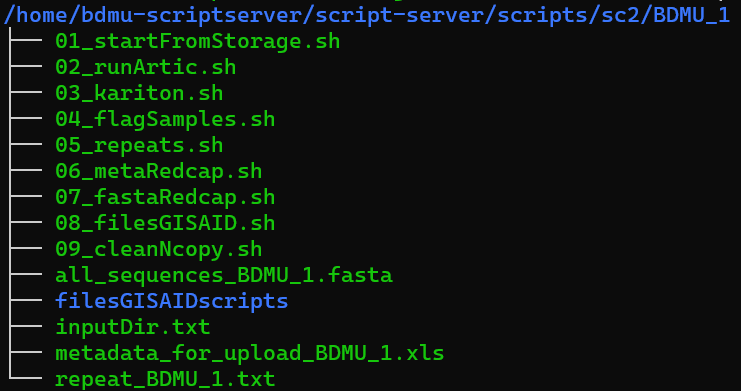 /home/bdmu-scriptserver/script-server/scripts/sc2/BDMU_1
├── 01_startFromStorage.sh
├── 02_runArtic.sh
├── 03_kariton.sh
├── 04_flagSamples.sh
├── 05_repeats.sh
├── 06_metaRedcap.sh
├── 07_fastaRedcap.sh
├── 08_filesGISAID.sh
├── 09_cleanNcopy.sh
├── all_sequences_BDMU_1.fasta
├── filesGISAIDscripts
├── inputDir.txt
├── metadata_for_upload_BDMU_1.xls
└── repeat_BDMU_1.txt